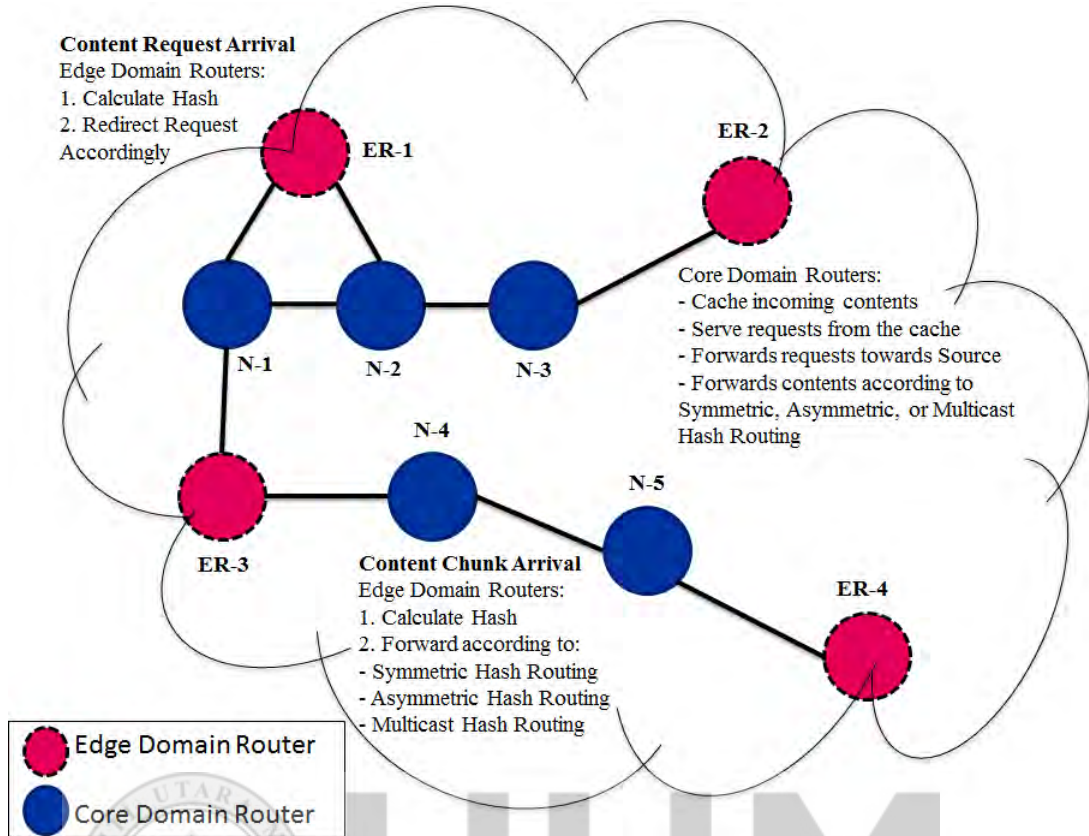 Content Request Arrival
Edge Domain Routers:
1. Calculate Hash
2. Redirect Request
Accordingly
ER-1
ER-2
Core Domain Routers:
- Cache incoming contents
- Serve requests from the cache
- Forwards requests towards Source
- Forwards contents according to
Symmetric, Asymmetric, or Multicast
Hash Routing
N-1
N-2
N-3
N-4
N-5
ER-3
Content Chunk Arrival
Edge Domain Routers:
1. Calculate Hash
2. Forward according to:
- Symmetric Hash Routing
- Asymmetric Hash Routing
- Multicast Hash Routing
ER-4
Edge Domain Router
Core Domain Router
UTAR